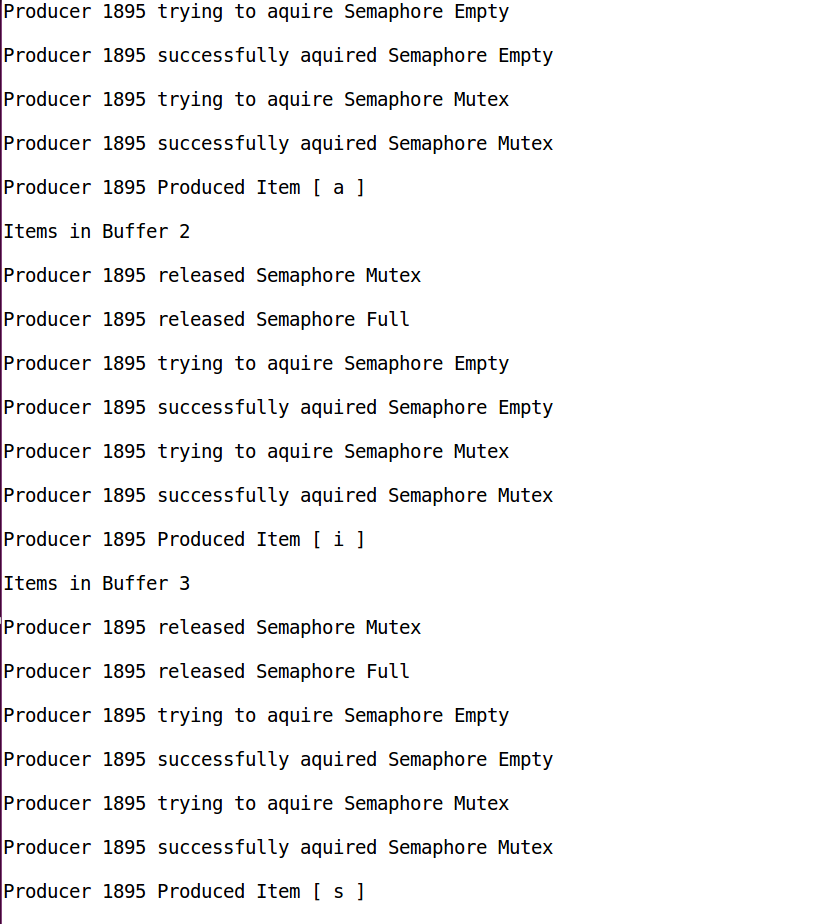 Producer 1895 trying to aquire Semaphore Empty
Producer 1895 successfully aquired Semaphore Empty
Producer 1895 trying to aquire Semaphore Mutex
Producer 1895 successfully aquired Semaphore Mutex
Producer 1895 Produced Item [ a ]
Items in Buffer 2
Producer 1895 released Semaphore Mutex
Producer 1895 released Semaphore Full
Producer 1895 trying to aquire Semaphore Empty
Producer 1895 successfully aquired Semaphore Empty
Producer 1895 trying to aquire Semaphore Mutex
Producer 1895 successfully aquired Semaphore Mutex
Producer 1895 Produced Item [ i ]
Items in Buffer 3
Producer 1895 released Semaphore Mutex
Producer 1895 released Semaphore Full
Producer 1895 trying to aquire Semaphore Empty
Producer 1895 successfully aquired Semaphore Empty
Producer 1895 trying to aquire Semaphore Mutex
Producer 1895 successfully aquired Semaphore Mutex
Producer 1895 Produced Item [ s ]